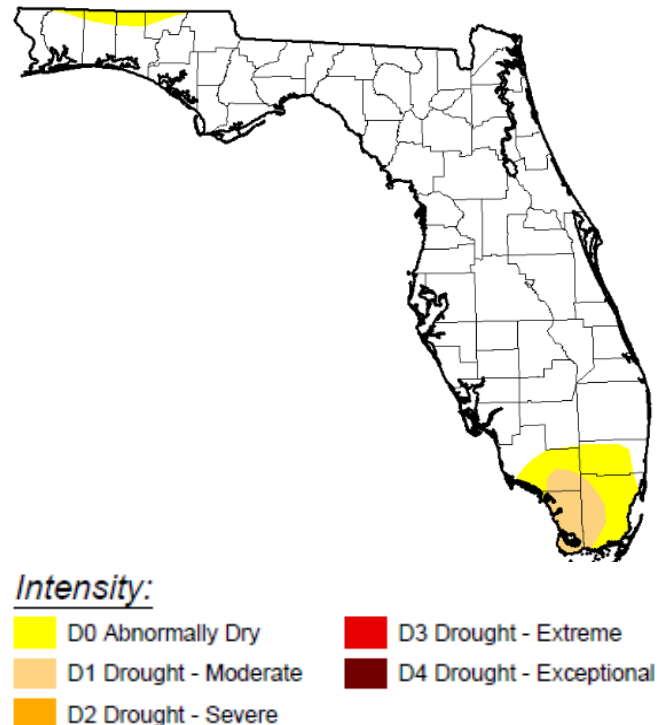 Intensity:
D0 Abnormally Dry
D1 Drought - Moderate
D2 Drought - Severe
D3 Drought - Extreme
D4 Drought - Exceptional